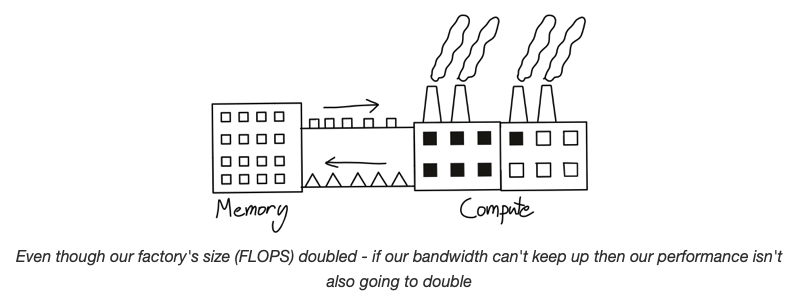 Memory
Compute
Even though our factory's size (FLOPS) doubled - if our bandwidth can't keep up then our performance isn't
also going to double